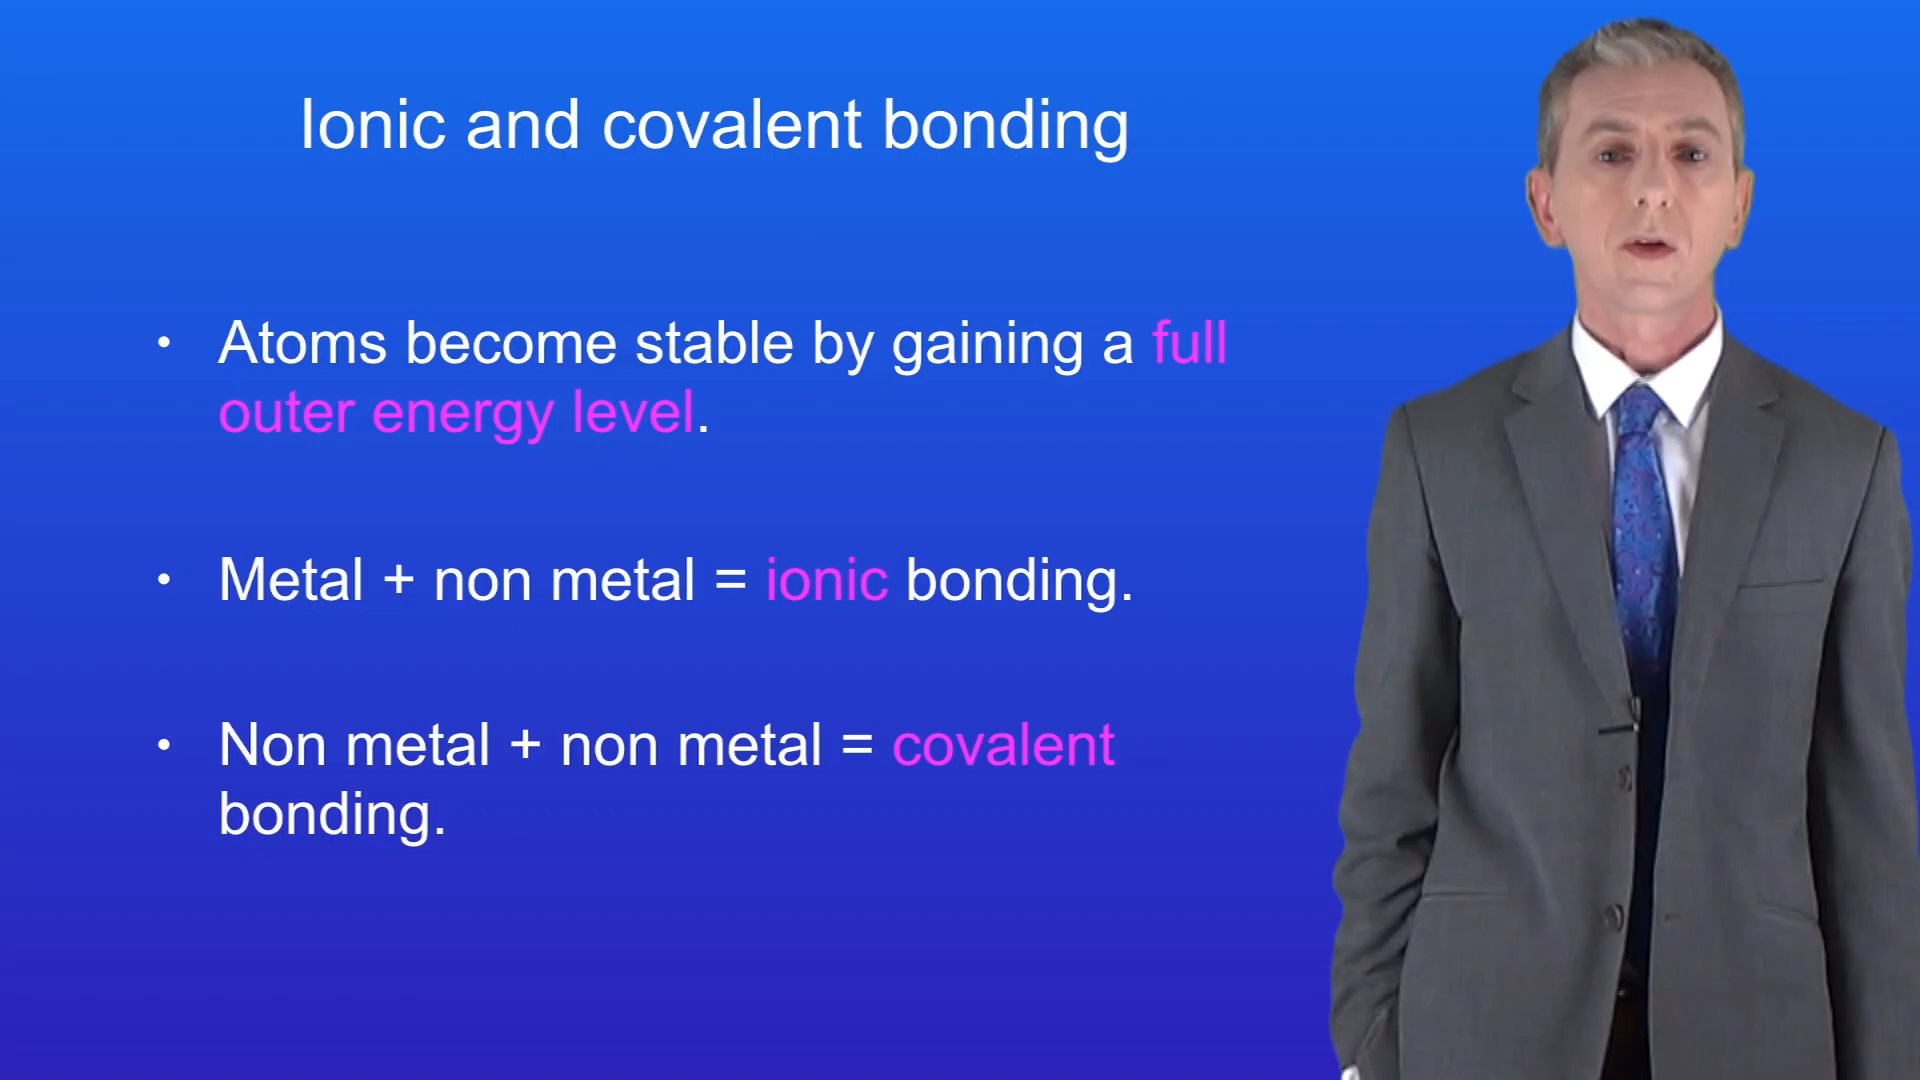 Ionic and covalent bonding
• Atoms become stable by gaining a full
outer energy level.
• Metal + non metal = ionic bonding.
• Non metal + non metal = covalent
bonding.